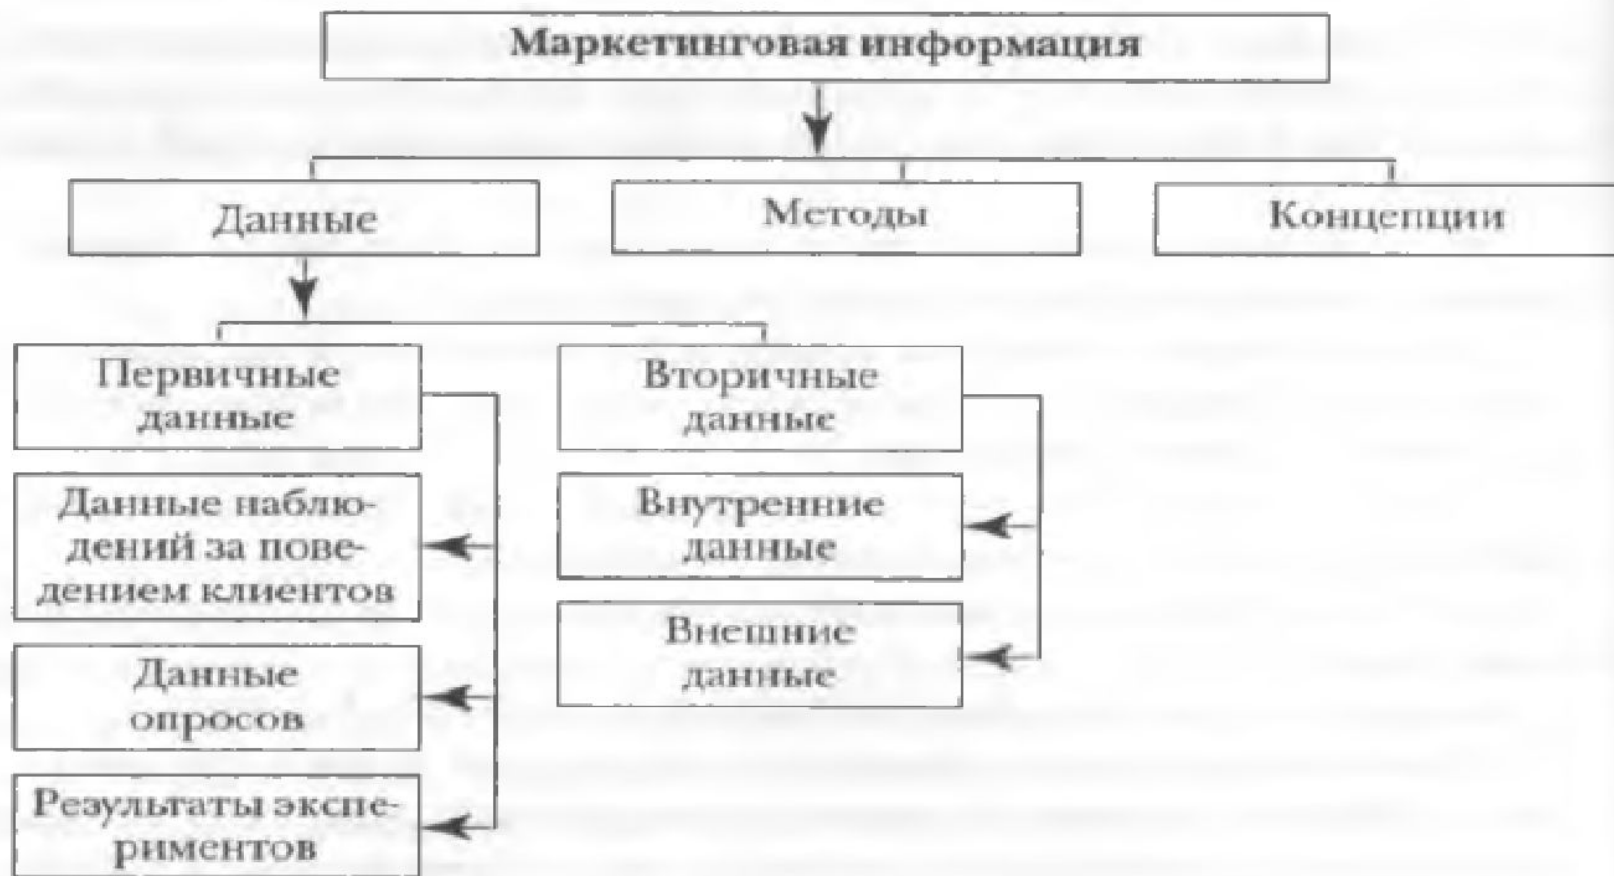 Маркетинговая информация
Данные
Методы
Концепции
Первичные
данные
Вторичные
данные
Данные наблю-
дений за пове-
дением клиентов
Внутренние
данные
Данные
опросов
Внешние
данные
Результаты экспе-
риментов